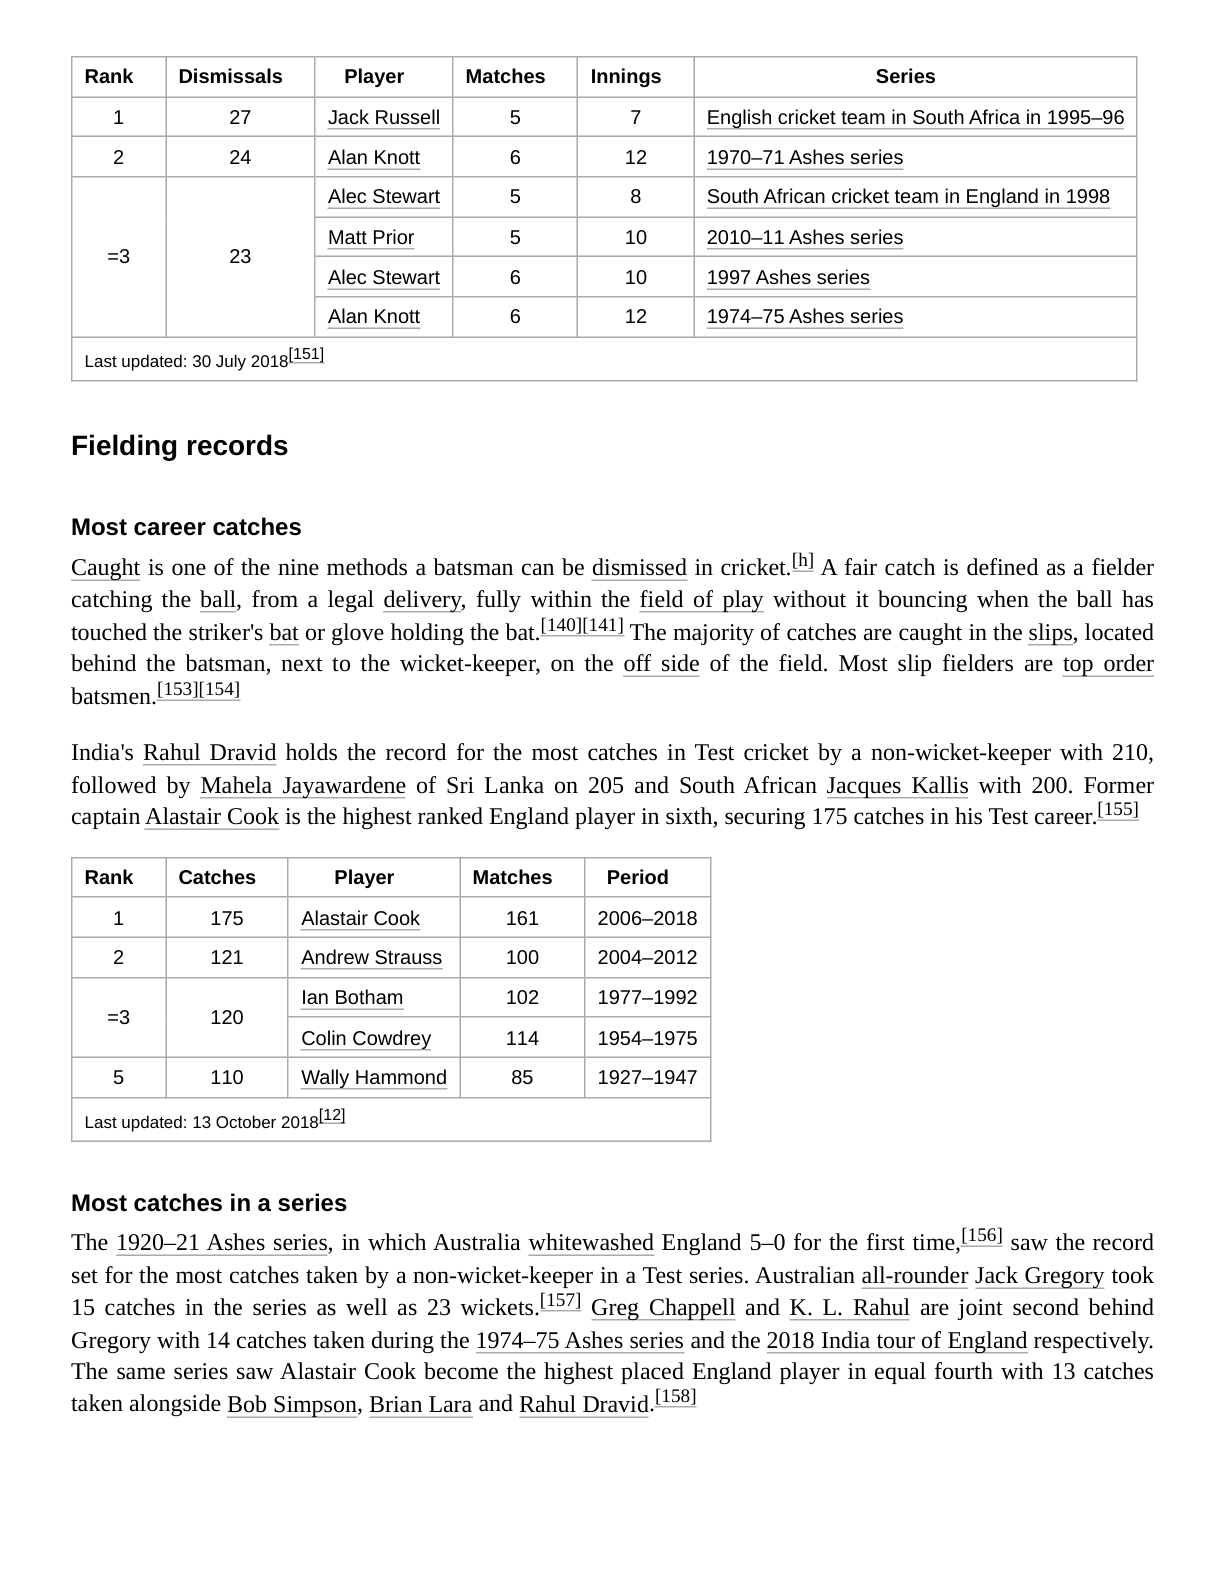 Rank Dismissals Player Matches Innings Series
1 27 Jack Russell 5 7 English cricket team in South Africa in 1995–96
2 24 Alan Knott 6 12 1970–71 Ashes series
=3 23 Alec Stewart 5 8 South African cricket team in England in 1998
Matt Prior 5 10 2010–11 Ashes series
Alec Stewart 6 10 1997 Ashes series
Alan Knott 6 12 1974–75 Ashes series
Last updated: 30 July 2018[151]
Fielding records
Most career catches
Caught is one of the nine methods a batsman can be dismissed in cricket.[h] A fair catch is defined as a fielder
catching the ball, from a legal delivery, fully within the field of play without it bouncing when the ball has
touched the striker's bat or glove holding the bat.[140][141] The majority of catches are caught in the slips, located
behind the batsman, next to the wicket-keeper, on the off side of the field. Most slip fielders are top order
batsmen.[153][154]
India's Rahul Dravid holds the record for the most catches in Test cricket by a non-wicket-keeper with 210,
followed by Mahela Jayawardene of Sri Lanka on 205 and South African Jacques Kallis with 200. Former
captain Alastair Cook is the highest ranked England player in sixth, securing 175 catches in his Test career.[155]
Rank Catches Player Matches Period
1 175 Alastair Cook 161 2006–2018
2 121 Andrew Strauss 100 2004–2012
=3 120 Ian Botham 102 1977–1992
Colin Cowdrey 114 1954–1975
5 110 Wally Hammond 85 1927–1947
Last updated: 13 October 2018[12]
Most catches in a series
The 1920–21 Ashes series, in which Australia whitewashed England 5–0 for the first time,[156] saw the record
set for the most catches taken by a non-wicket-keeper in a Test series. Australian all-rounder Jack Gregory took
15 catches in the series as well as 23 wickets.[157] Greg Chappell and K. L. Rahul are joint second behind
Gregory with 14 catches taken during the 1974–75 Ashes series and the 2018 India tour of England respectively.
The same series saw Alastair Cook become the highest placed England player in equal fourth with 13 catches
taken alongside Bob Simpson, Brian Lara and Rahul Dravid.[158]